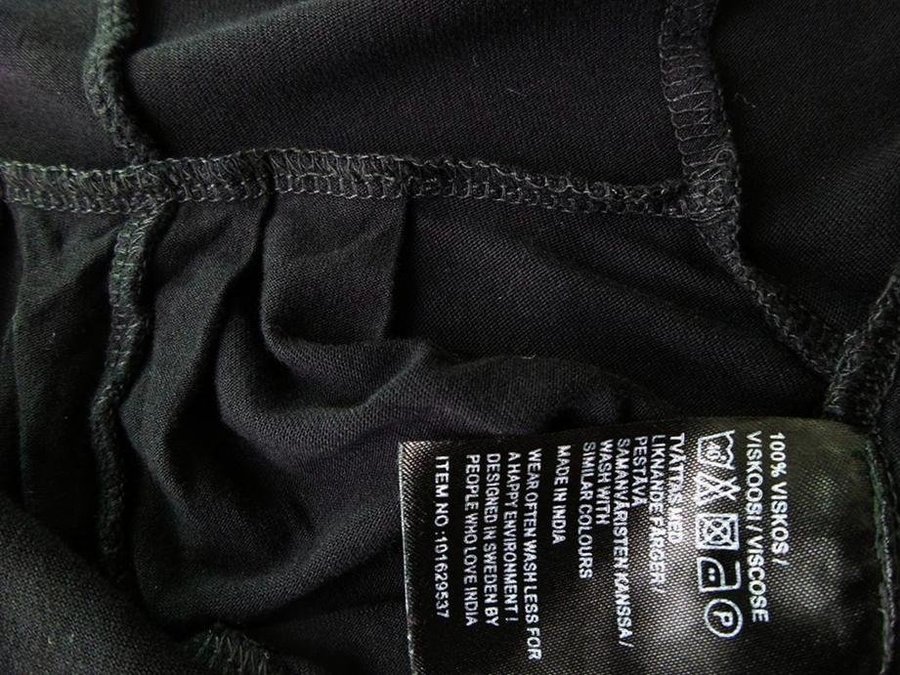 100% VISKOS /
VISKOOSI / VISCOSE
40
P
TVÄTTAS MED
LIKNANDE FÄRGER/
PESTÄVÄ
SAMANVÄRISTEN KANSSA /
WASH WITH
SIMILAR COLOURS
MADE IN INDIA
WEAR OFTEN WASH LESS FOR
A HAPPY ENVIRONMENT !
DESIGNED IN SWEDEN BY
PEOPLE WHO LOVE INDIA
ITEM NO :101629537